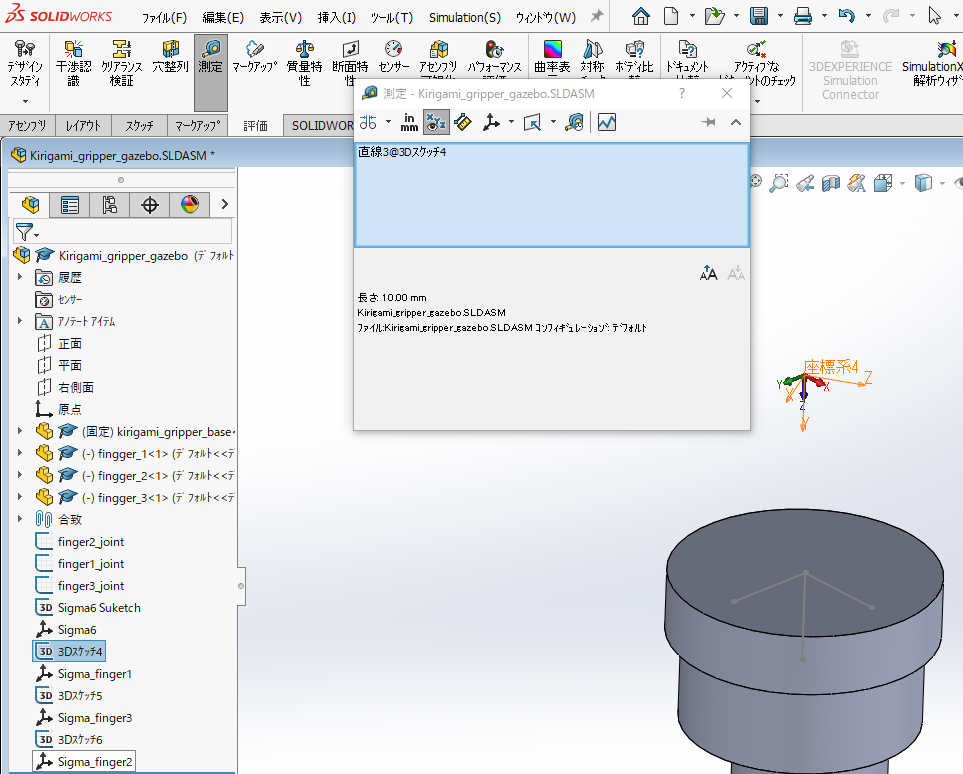 SOLIDWORKS ファイル(F) 編集(E) 表示(V) 挿入(I) ツール(T) Simulation(S) ウィンドウ(W)
デザイン スタディ
干渉認識
クリアランス 検証
穴整列
測定
マークアップ
質量特性
断面特性
センサー
アセンブリ
パフォーマンス 評価
曲率表示
対称
ボディ比較
ドキュメント
アクティブな
ントのチェック
3DEXPERIENCE Simulation Connector
SimulationX
解析ウィザ
アセンブリ レイアウト スケッチ マークアップ 評価 SOLIDWOR
測定 - Kirigami_gripper_gazebo.SLDASM
?
in
mm
直線3@3Dスケッチ4
長さ: 10.00 mm
Kirigami_gripper_gazebo.SLDASM
ファイル:Kirigami_gripper_gazebo.SLDASM コンフィギュレーション: デフォルト
Kirigami_gripper_gazebo.SLDASM *
Kirigami_gripper_gazebo (デフォルト
履歴
センサー
アノテート アイテム
正面
平面
右側面
原点
(固定) kirigami_gripper_base
(-) fingger_1<1> (デフォルト<<デ
(-) fingger_2<1> (デフォルト<<デ
(-) fingger_3<1> (デフォルト<<デ
合致
finger2_joint
finger1_joint
finger3_joint
3D Sigma6 Suketch
Sigma6
3D 3Dスケッチ4
Sigma_finger1
3D 3Dスケッチ5
Sigma_finger3
3D 3Dスケッチ6
Sigma_finger2
座標系4
Z
Y
X
X
Z
Y